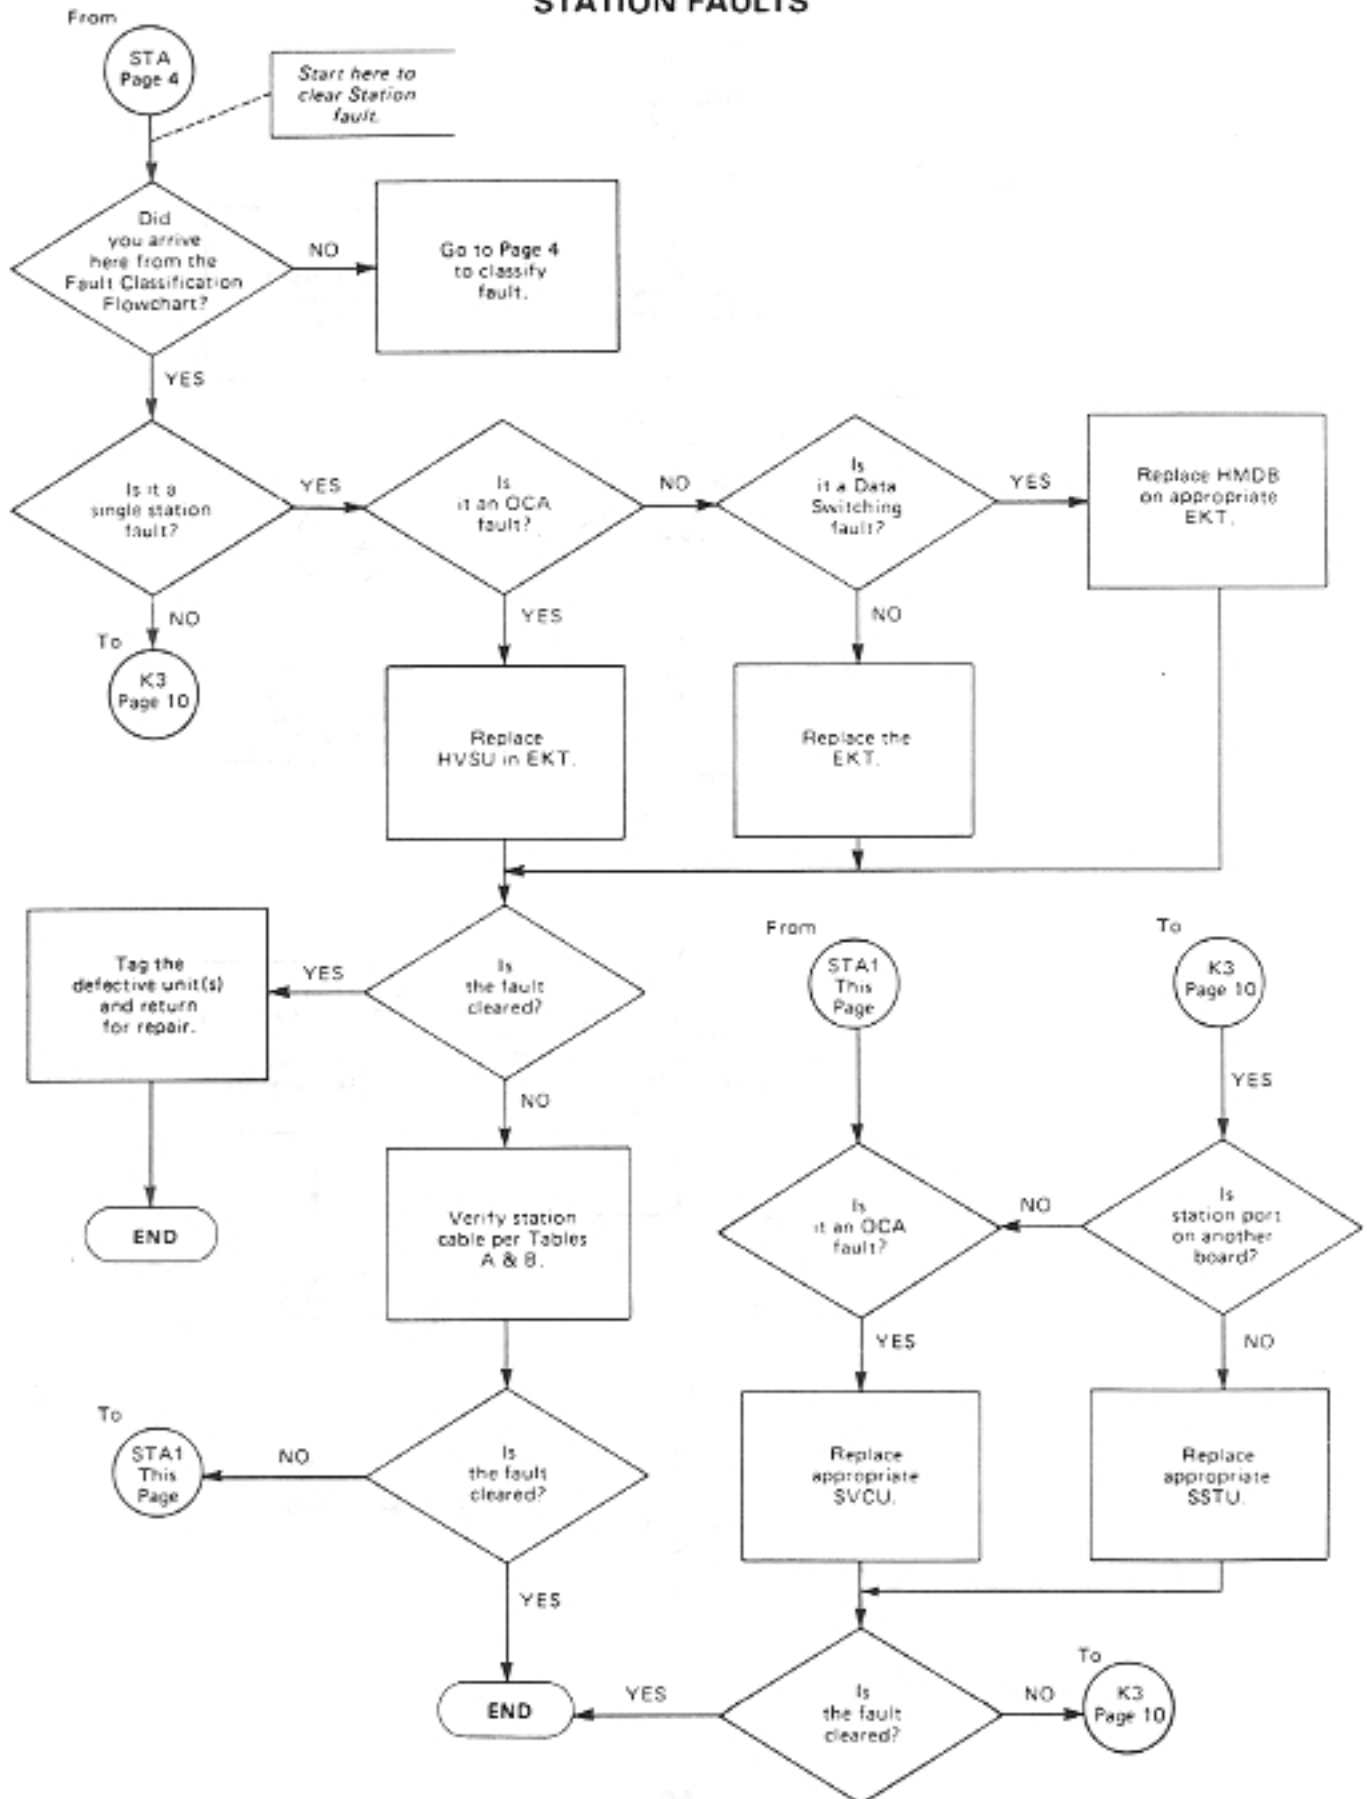 STATION FAULTS
From
STA
Page 4
Start here to
clear Station
fault.
Did
you arrive
here from the
Fault Classification
Flowchart?
NO
Go to Page 4
to classify
fault.
YES
Is it a
single station
fault?
YES
Is
it an OCA
fault?
NO
Is
it a Data
Switching
fault?
YES
Replace HMDB
on appropriate
EKT.
NO
To
K3
Page 10
YES
Replace
HVSU in EKT.
NO
Replace the
EKT.
Tag the
defective unit(s)
and return
for repair.
YES
Is
the fault
cleared?
From
STA1
This
Page
To
K3
Page 10
YES
END
NO
Verify station
cable per Tables
A & B.
Is
it an OCA
fault?
NO
Is
station port
on another
board?
YES
NO
To
STA1
This
Page
NO
Is
the fault
cleared?
Replace
appropriate
SVCU.
Replace
appropriate
SSTU.
YES
END
YES
Is
the fault
cleared?
NO
To
K3
Page 10